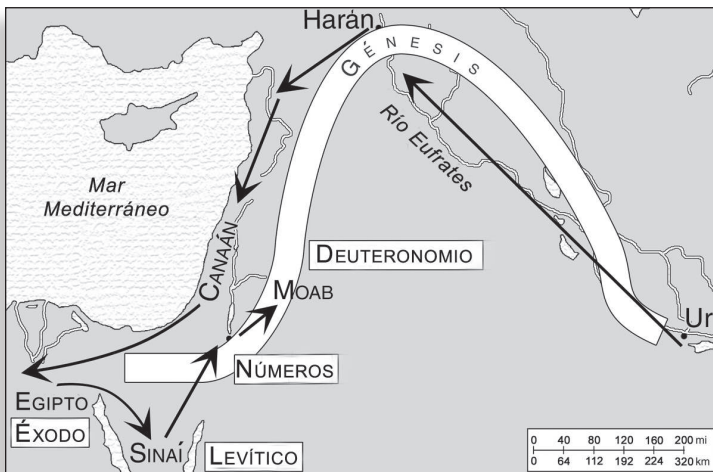 Harán
GÉNESIS
Río Eufrates
Mar
Mediterráneo
CANAÁN
DEUTERONOMIO
MOAB
Ur
NÚMEROS
EGIPTO
ÉXODO
SINAÍ
LEVÍTICO
0 40 80 120 160 200 mi
0 64 112 192 224 320 km